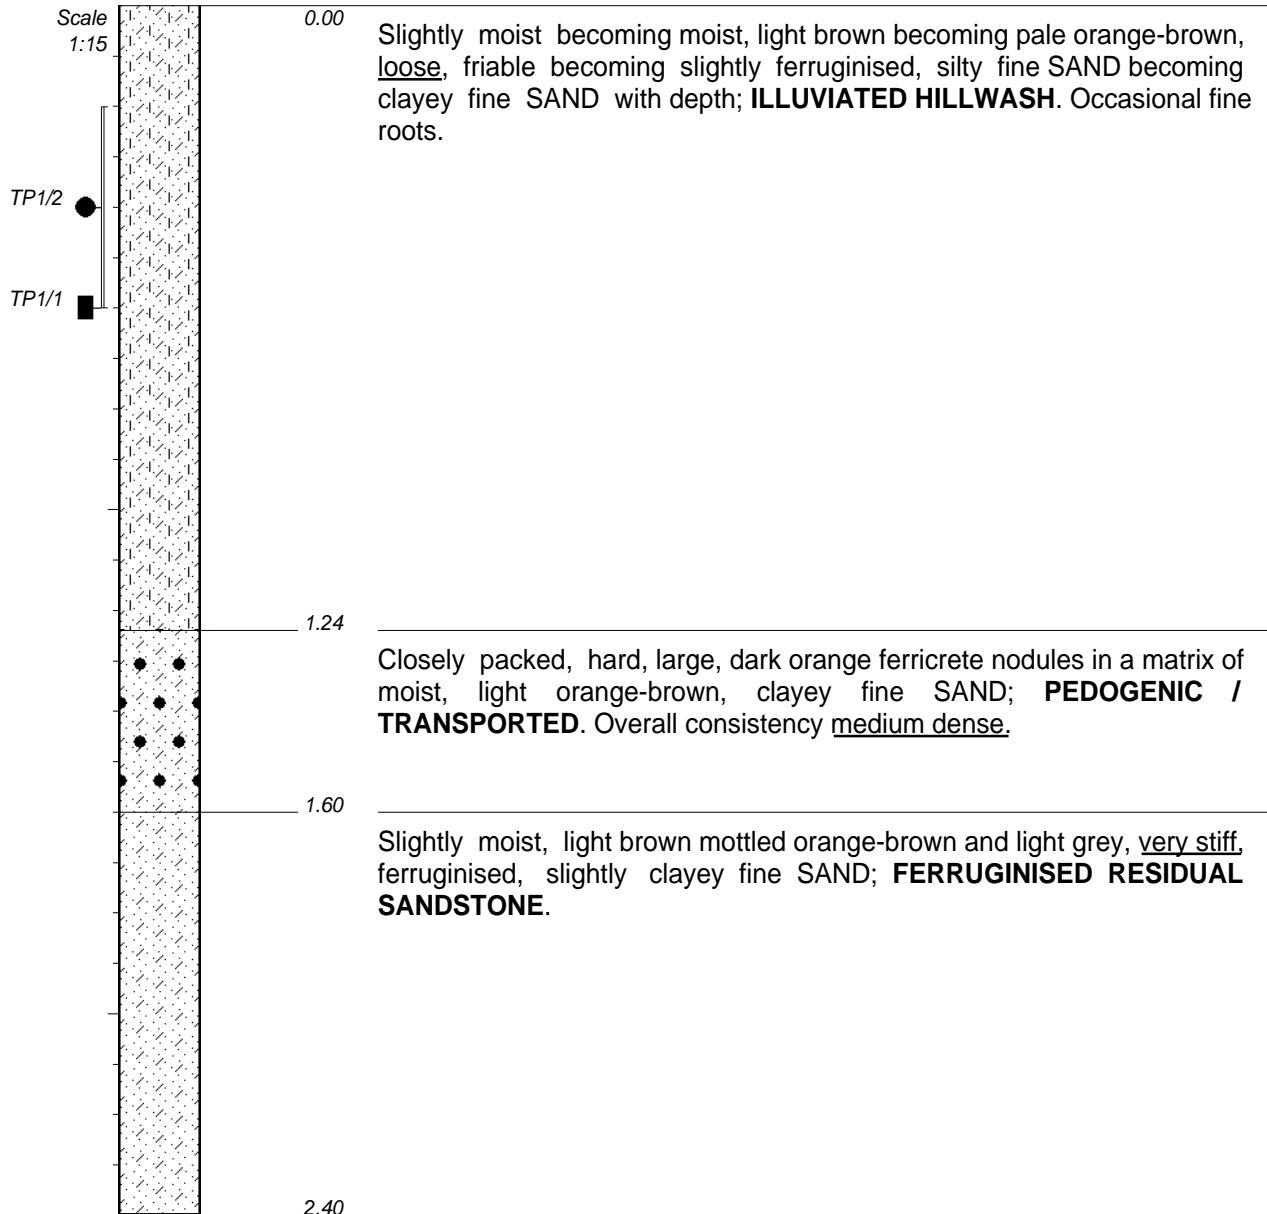 Scale
1:15
0.00
Slightly moist becoming moist, light brown becoming pale orange-brown,
loose, friable becoming slightly ferruginised, silty fine SAND becoming
clayey fine SAND with depth; ILLUVIATED HILLWASH. Occasional fine
roots.
TP1/2
TP1/1
1.24
Closely packed, hard, large, dark orange ferricrete nodules in a matrix of
moist, light orange-brown, clayey fine SAND; PEDOGENIC /
TRANSPORTED. Overall consistency medium dense.
1.60
Slightly moist, light brown mottled orange-brown and light grey, very stiff,
ferruginised, slightly clayey fine SAND; FERRUGINISED RESIDUAL
SANDSTONE.
2.40